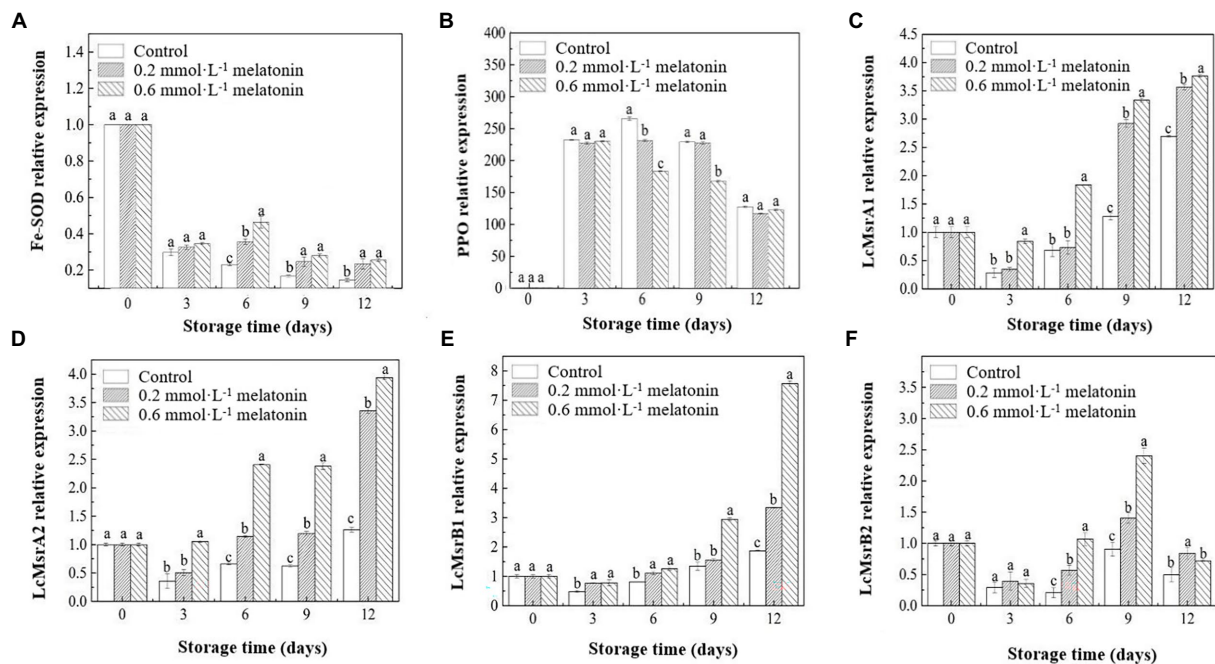 A
1.4
1.2
1.0
0.8
0.6
0.4
0.2
Fe-SOD relative expression
Control
0.2 mmol·L⁻¹ melatonin
0.6 mmol·L⁻¹ melatonin
a a a
a a a
c b a
b a a
b a a
0 3 6 9 12
Storage time (days)
B
400
350
300
250
200
150
100
50
0
PPO relative expression
Control
0.2 mmol·L⁻¹ melatonin
0.6 mmol·L⁻¹ melatonin
a a a
a a a
a b c
a a b
a a a
0 3 6 9 12
Storage time (days)
C
4.5
4.0
3.5
3.0
2.5
2.0
1.5
1.0
0.5
0.0
LcMsrA1 relative expression
Control
0.2 mmol·L⁻¹ melatonin
0.6 mmol·L⁻¹ melatonin
a a a
b b a
b b a
c b a
c b a
0 3 6 9 12
Storage time (days)
D
4.0
3.5
3.0
2.5
2.0
1.5
1.0
0.5
0.0
LcMsrA2 relative expression
Control
0.2 mmol·L⁻¹ melatonin
0.6 mmol·L⁻¹ melatonin
a a a
b b a
c b a
c b a
c b a
0 3 6 9 12
Storage time (days)
E
8
7
6
5
4
3
2
1
0
LcMsrB1 relative expression
Control
0.2 mmol·L⁻¹ melatonin
0.6 mmol·L⁻¹ melatonin
a a a
b a a
b a a
b b a
c b a
0 3 6 9 12
Storage time (days)
F
3.5
3.0
2.5
2.0
1.5
1.0
0.5
0.0
LcMsrB2 relative expression
Control
0.2 mmol·L⁻¹ melatonin
0.6 mmol·L⁻¹ melatonin
a a a
a a a
c b a
c b a
c a b
0 3 6 9 12
Storage time (days)